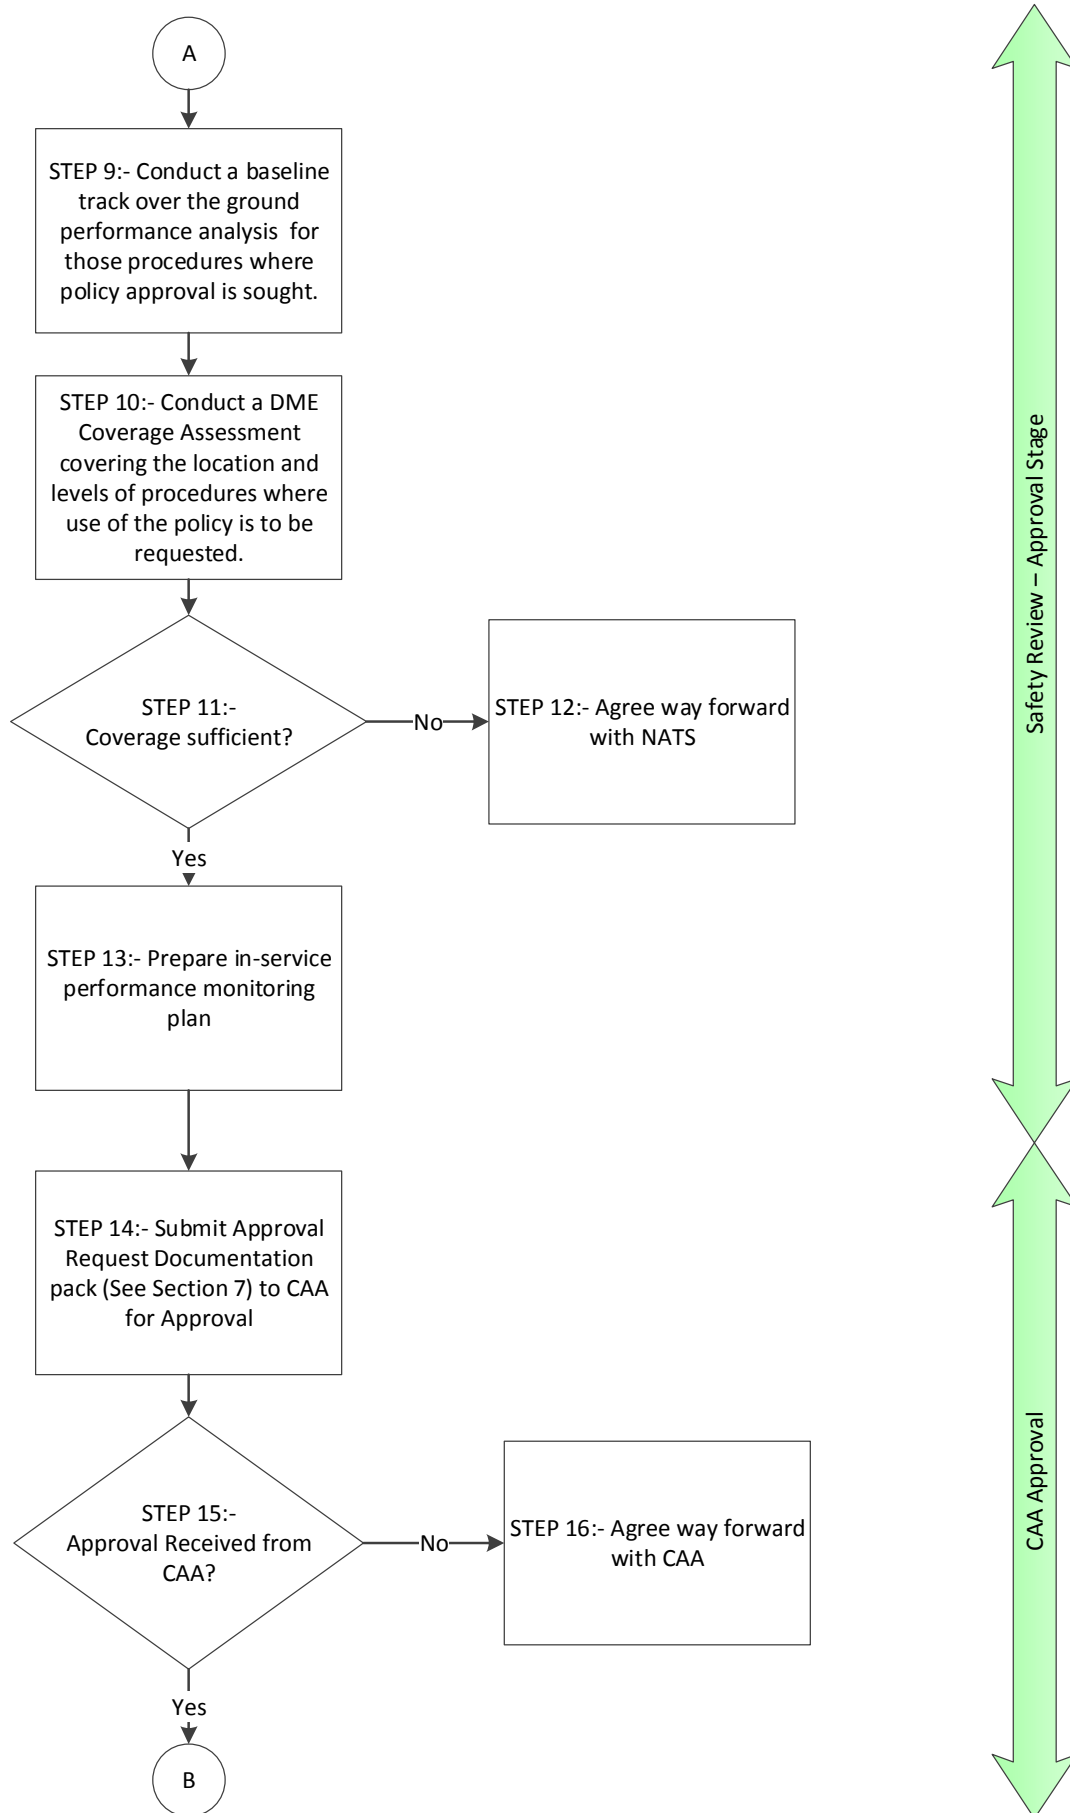 A
STEP 9:- Conduct a baseline
track over the ground
performance analysis for
those procedures where
policy approval is sought.
STEP 10:- Conduct a DME
Coverage Assessment
covering the location and
levels of procedures where
use of the policy is to be
requested.
STEP 11:-
Coverage sufficient?
No
STEP 12:- Agree way forward
with NATS
Yes
STEP 13:- Prepare in-service
performance monitoring
plan
Safety Review – Approval Stage
STEP 14:- Submit Approval
Request Documentation
pack (See Section 7) to CAA
for Approval
STEP 15:-
Approval Received from
CAA?
No
STEP 16:- Agree way forward
with CAA
Yes
B
CAA Approval